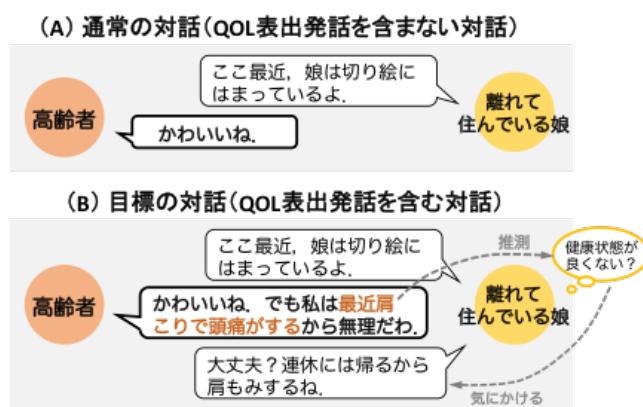 （A）通常の対話（QOL表出発話を含まない対話）
ここ最近，娘は切り絵に
はまっているよ．
高齢者
離れて
住んでいる娘
かわいいね．
（B）目標の対話（QOL表出発話を含む対話）
ここ最近，娘は切り絵に
はまっているよ．
推測
健康状態が
良くない？
高齢者
かわいいね．でも私は最近肩
こりで頭痛がするから無理だわ．
離れて
住んでいる娘
大丈夫？連休には帰るから
肩もみするね．
気にかける